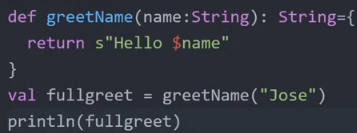 def greetName(name:String): String={
  return s"Hello $name"
}
val fullgreet = greetName("Jose")
println(fullgreet)